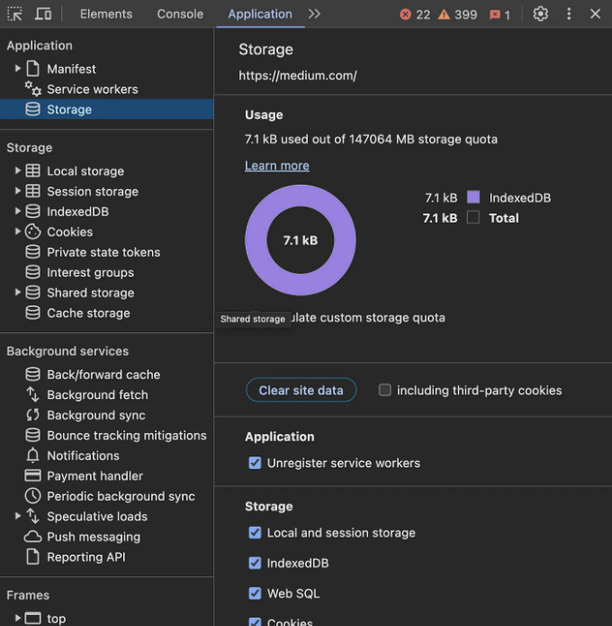 Elements Console Application 22 399 1
Application
Manifest
Service workers
Storage
Storage
Local storage
Session storage
IndexedDB
Cookies
Private state tokens
Interest groups
Shared storage
Cache storage
Background services
Back/forward cache
Background fetch
Background sync
Bounce tracking mitigations
Notifications
Payment handler
Periodic background sync
Speculative loads
Push messaging
Reporting API
Frames
top
Storage
https://medium.com/
Usage
7.1 kB used out of 147064 MB storage quota
Learn more
7.1 kB
7.1 kB IndexedDB
7.1 kB Total
Shared storage
ulate custom storage quota
Clear site data including third-party cookies
Application
Unregister service workers
Storage
Local and session storage
IndexedDB
Web SQL
Cookies